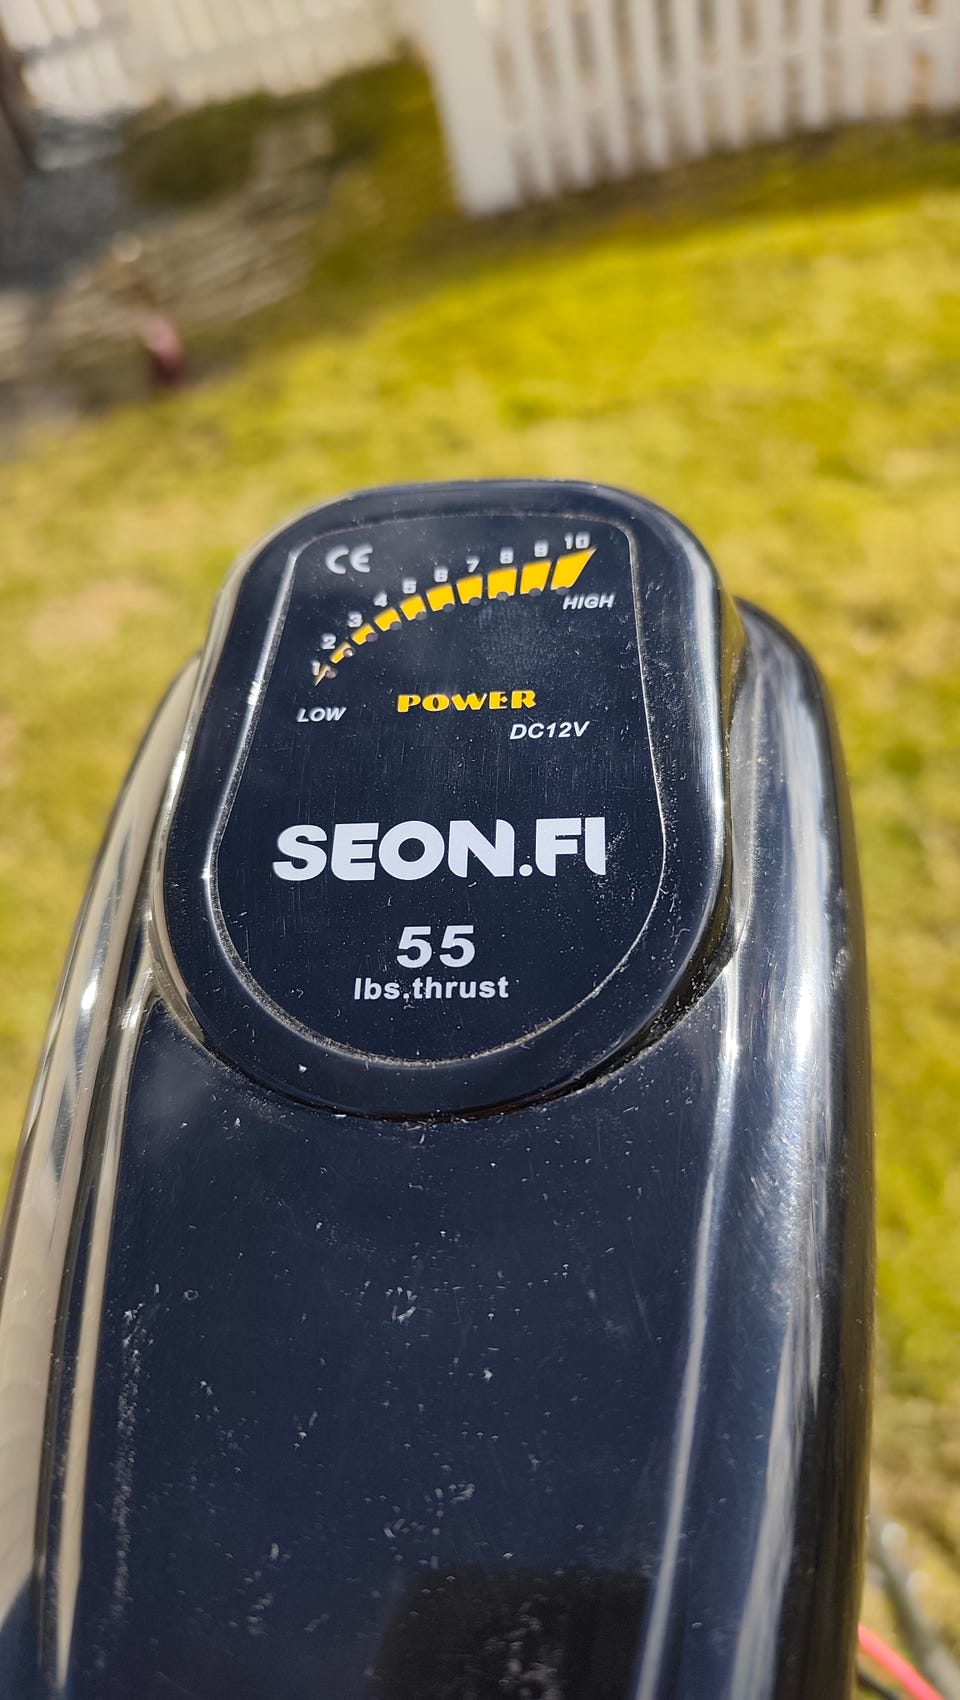 CE
1 2 3 4 5 6 7 8 9 10
HIGH
LOW
POWER
DC12V
SEON.FI
55
lbs.thrust